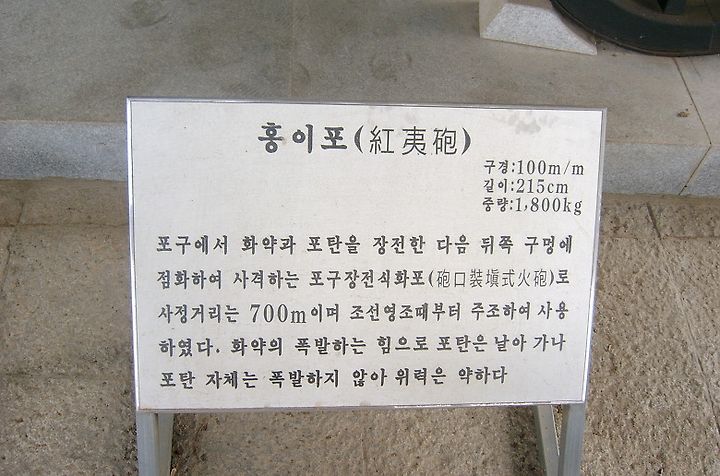 홍이포(紅夷砲)
구경:100m/m
길이:215cm
중량:1,800kg
포구에서 화약과 포탄을 장전한 다음 뒤쪽 구멍에
점화하여 사격하는 포구장전식화포(砲口裝塡式火砲)로
사정거리는 700m이며 조선영조때부터 주조하여 사용
하였다. 화약의 폭발하는 힘으로 포탄은 날아 가나
포탄 자체는 폭발하지 않아 위력은 약하다